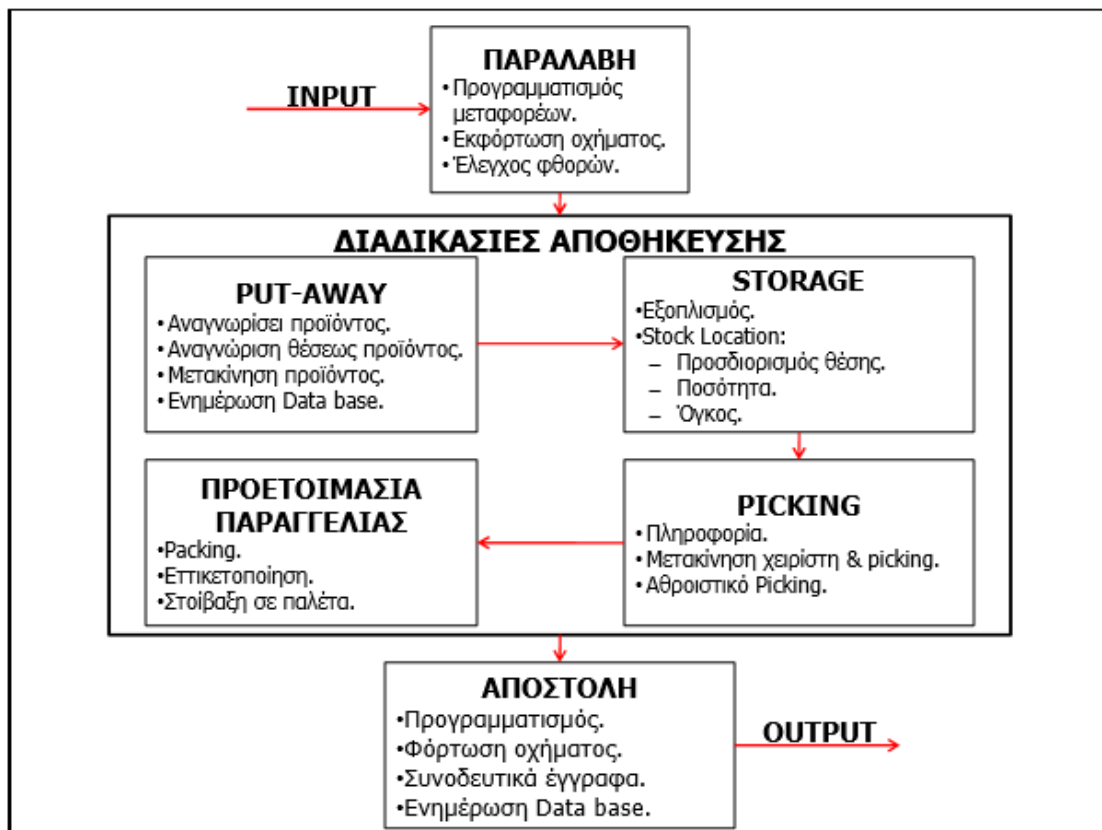 ΠΑΡΑΛΑΒΗ
INPUT
•Προγραμματισμός
μεταφορέων.
•Εκφόρτωση οχήματος.
•Έλεγχος φθορών.
ΔΙΑΔΙΚΑΣΙΕΣ ΑΠΟΘΗΚΕΥΣΗΣ
PUT-AWAY
•Αναγνωρίσει προϊόντος.
•Αναγνώριση θέσεως προϊόντος.
•Μετακίνηση προϊόντος.
•Ενημέρωση Data base.
STORAGE
•Εξοπλισμός.
•Stock Location:
– Προσδιορισμός θέσης.
– Ποσότητα.
– Όγκος.
PICKING
•Πληροφορία.
•Μετακίνηση χειρίστη & picking.
•Αθροιστικό Picking.
ΠΡΟΕΤΟΙΜΑΣΙΑ
ΠΑΡΑΓΓΕΛΙΑΣ
•Packing.
•Εττικετοποίηση.
•Στοίβαξη σε παλέτα.
ΑΠΟΣΤΟΛΗ
•Προγραμματισμός.
•Φόρτωση οχήματος.
•Συνοδευτικά έγγραφα.
•Ενημέρωση Data base.
OUTPUT